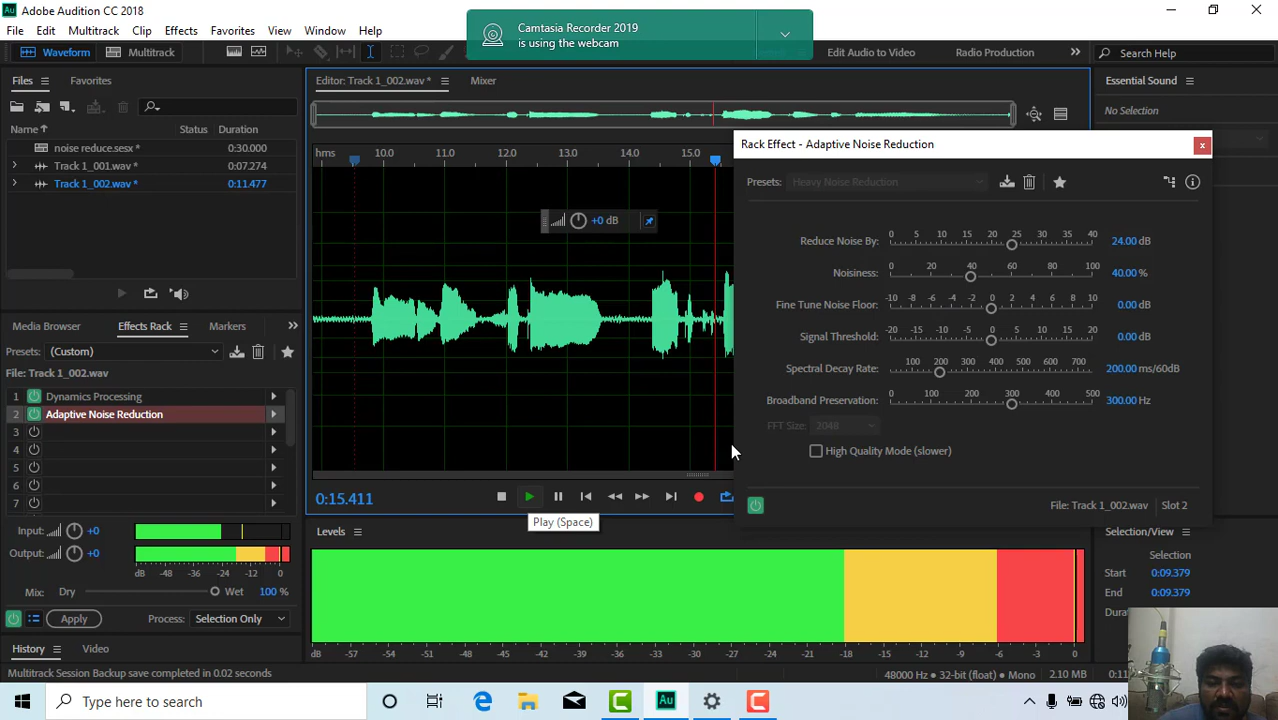 Au Adobe Audition CC 2018
Camtasia Recorder 2019
is using the webcam
File Edit Multitrack Clip Effects Favorites View Window Help
Waveform Multitrack Edit Audio to Video Radio Production Search Help
Files Favorites
Editor: Track 1_002.wav * Mixer
Essential Sound
No Selection
Name Status Duration
noise reduce.sesx * 0:30.000
Track 1_001.wav * 0:07.274
Track 1_002.wav * 0:11.477
hms 10.0 11.0 12.0 13.0 14.0 15.0
+0 dB
Rack Effect - Adaptive Noise Reduction
Presets: Heavy Noise Reduction
Reduce Noise By: 0 5 10 15 20 25 30 35 40 24.00 dB
Noisiness: 0 20 40 60 80 100 40.00 %
Fine Tune Noise Floor: -10 -8 -6 -4 -2 0 2 4 6 8 10 0.00 dB
Signal Threshold: -20 -15 -10 -5 0 5 10 15 20 0.00 dB
Spectral Decay Rate: 100 200 300 400 500 600 700 200.00 ms/60dB
Broadband Preservation: 0 100 200 300 400 500 300.00 Hz
FFT Size: 2048
High Quality Mode (slower)
File: Track 1_002.wav Slot 2
Media Browser Effects Rack Markers
Presets: (Custom)
File: Track 1_002.wav
1 Dynamics Processing
2 Adaptive Noise Reduction
3
4
5
6
7
0:15.411
Play (Space)
Input: +0
Output: +0
dB -48 -36 -24 -12 0
Mix: Dry Wet 100 %
Apply Process: Selection Only
History Video
Levels
dB -57 -54 -51 -48 -45 -42 -39 -36 -33 -30 -27 -24 -21 -18 -15 -12 -9 -6 -3 0
Selection/View
Selection
Start 0:09.379
End 0:09.379
Multitrack Session Backup save completed in 0.02 seconds
48000 Hz • 32-bit (float) • Mono 2.10 MB
Type here to search
Au